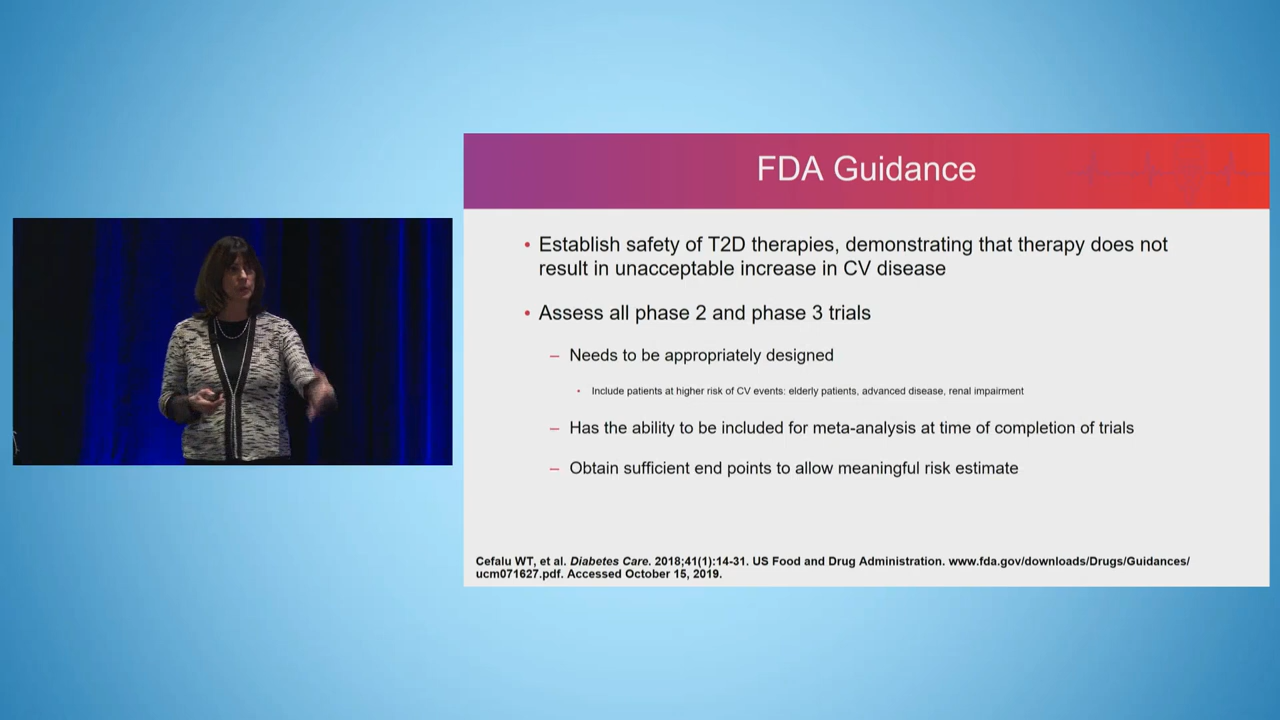 FDA Guidance
• Establish safety of T2D therapies, demonstrating that therapy does not
result in unacceptable increase in CV disease
• Assess all phase 2 and phase 3 trials
– Needs to be appropriately designed
• Include patients at higher risk of CV events: elderly patients, advanced disease, renal impairment
– Has the ability to be included for meta-analysis at time of completion of trials
– Obtain sufficient end points to allow meaningful risk estimate
Cefalu WT, et al. Diabetes Care. 2018;41(1):14-31. US Food and Drug Administration. www.fda.gov/downloads/Drugs/Guidances/
ucm071627.pdf. Accessed October 15, 2019.